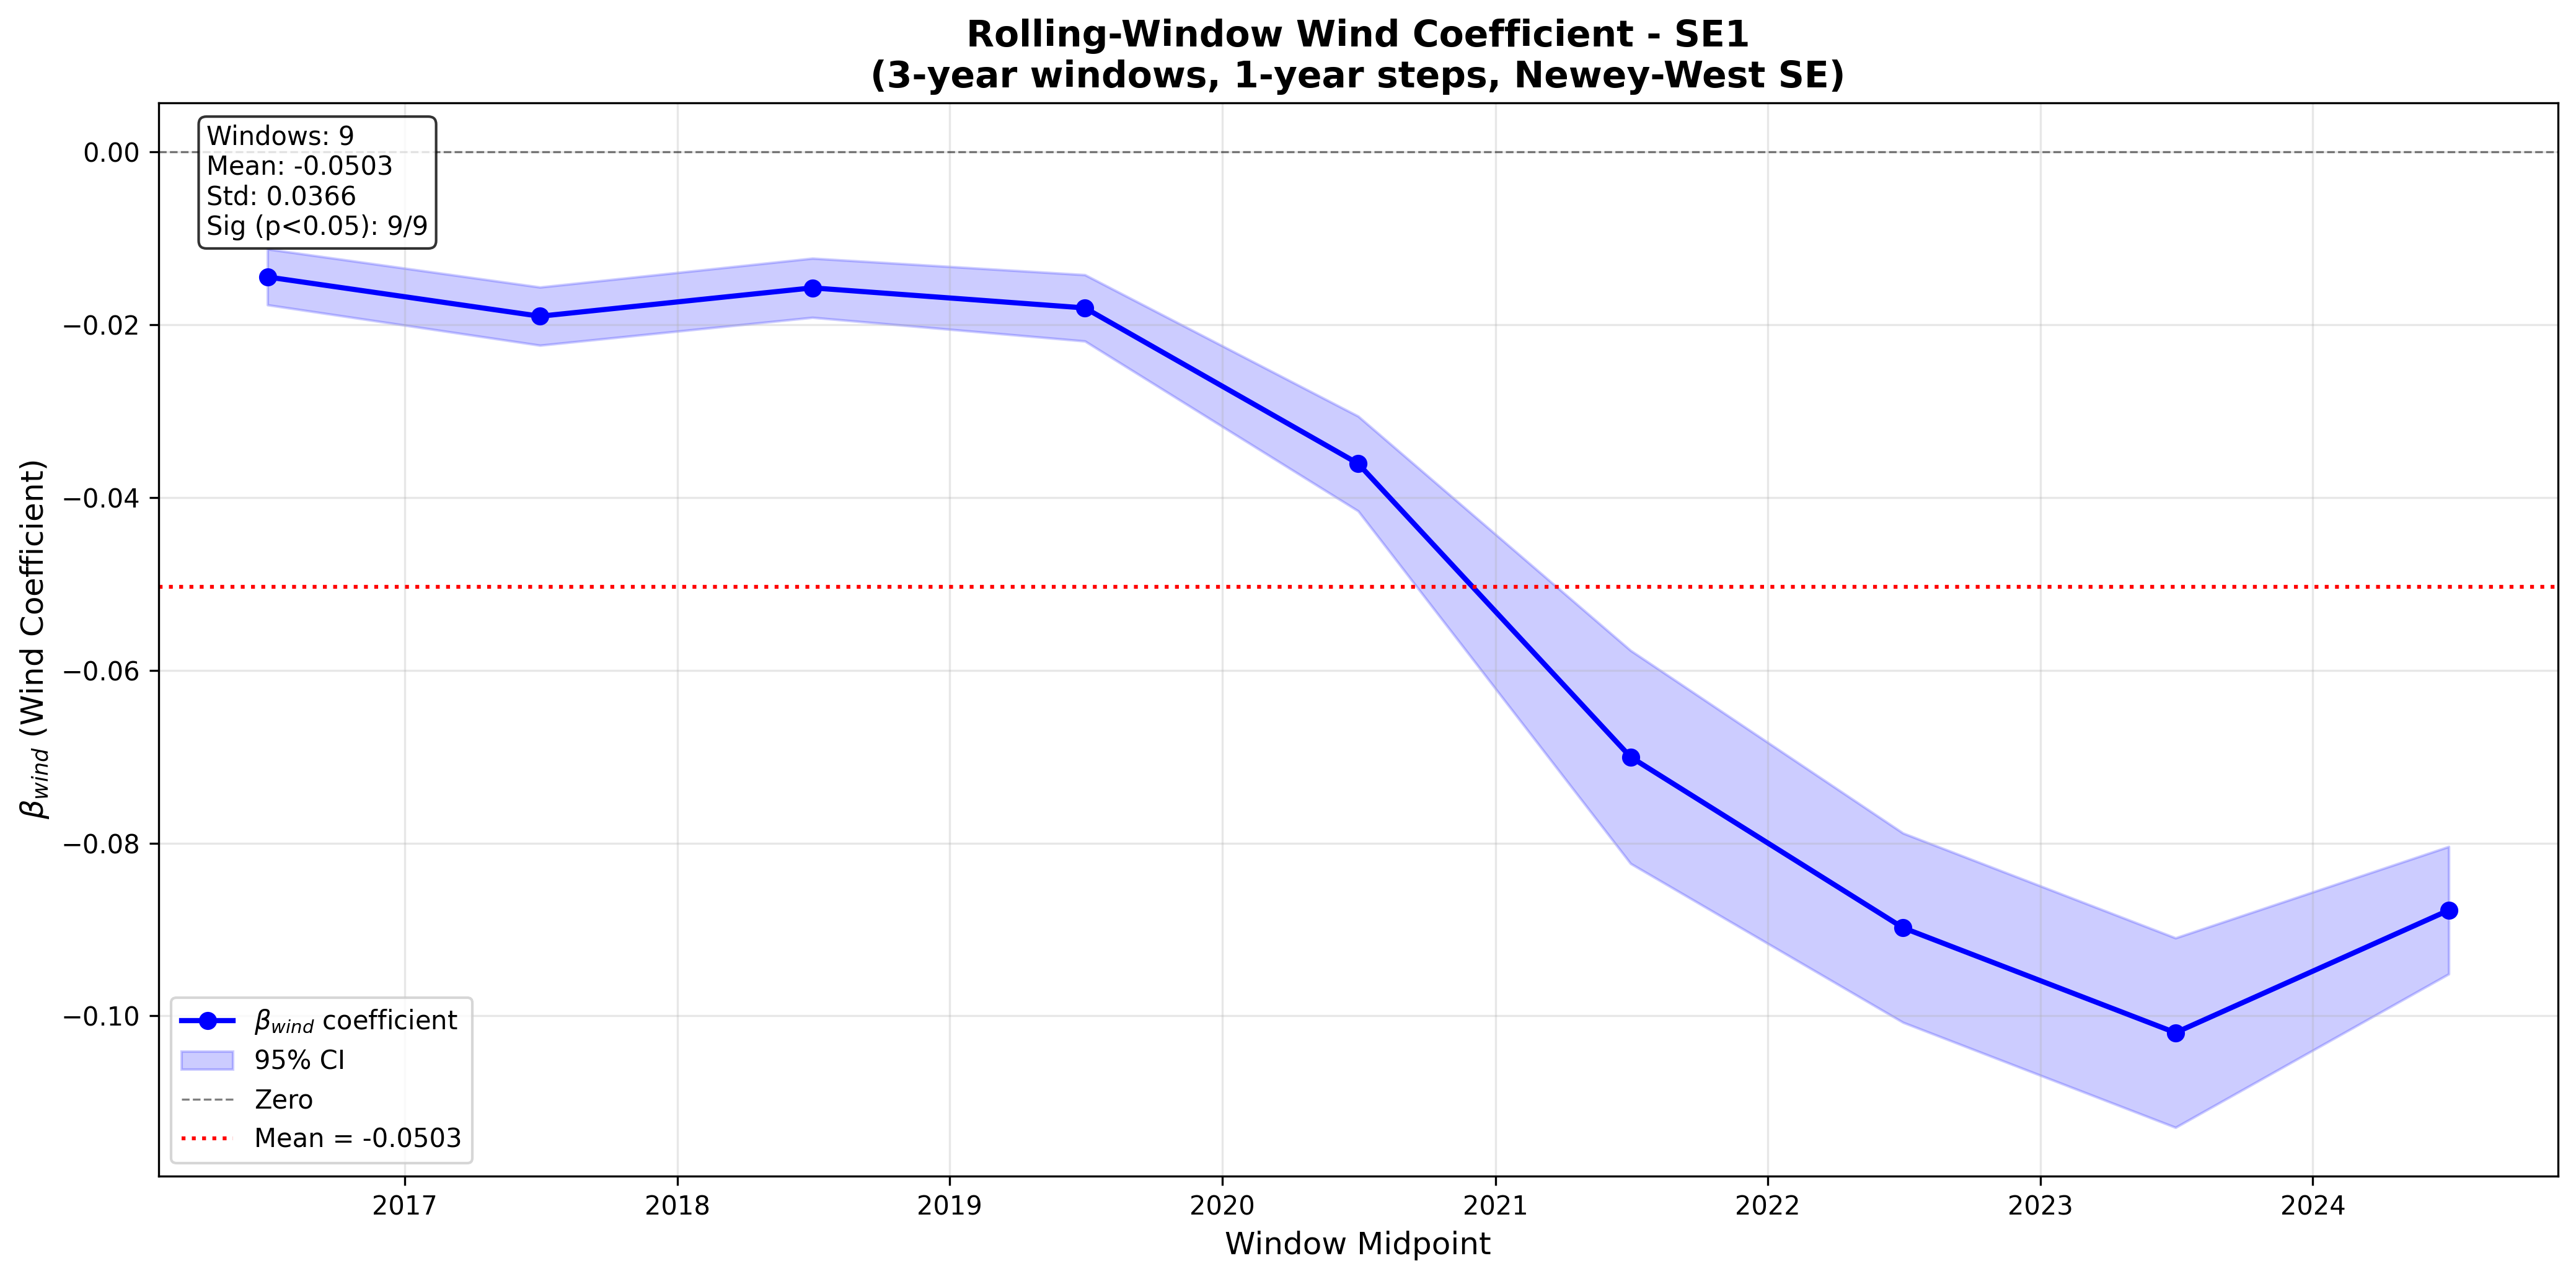 Rolling-Window Wind Coefficient - SE1
(3-year windows, 1-year steps, Newey-West SE)
Windows: 9
Mean: -0.0503
Std: 0.0366
Sig (p<0.05): 9/9
0.00
−0.02
−0.04
−0.06
−0.08
−0.10
β_wind (Wind Coefficient)
β_wind coefficient
95% CI
Zero
Mean = -0.0503
2017 2018 2019 2020 2021 2022 2023 2024
Window Midpoint